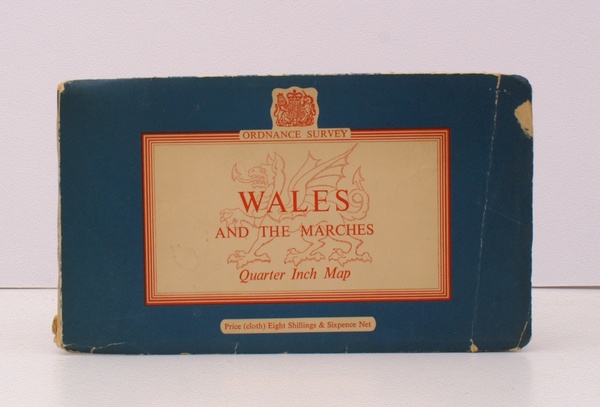 ORDNANCE SURVEY
WALES
AND THE MARCHES
Quarter Inch Map
Price (cloth) Eight Shillings & Sixpence Net